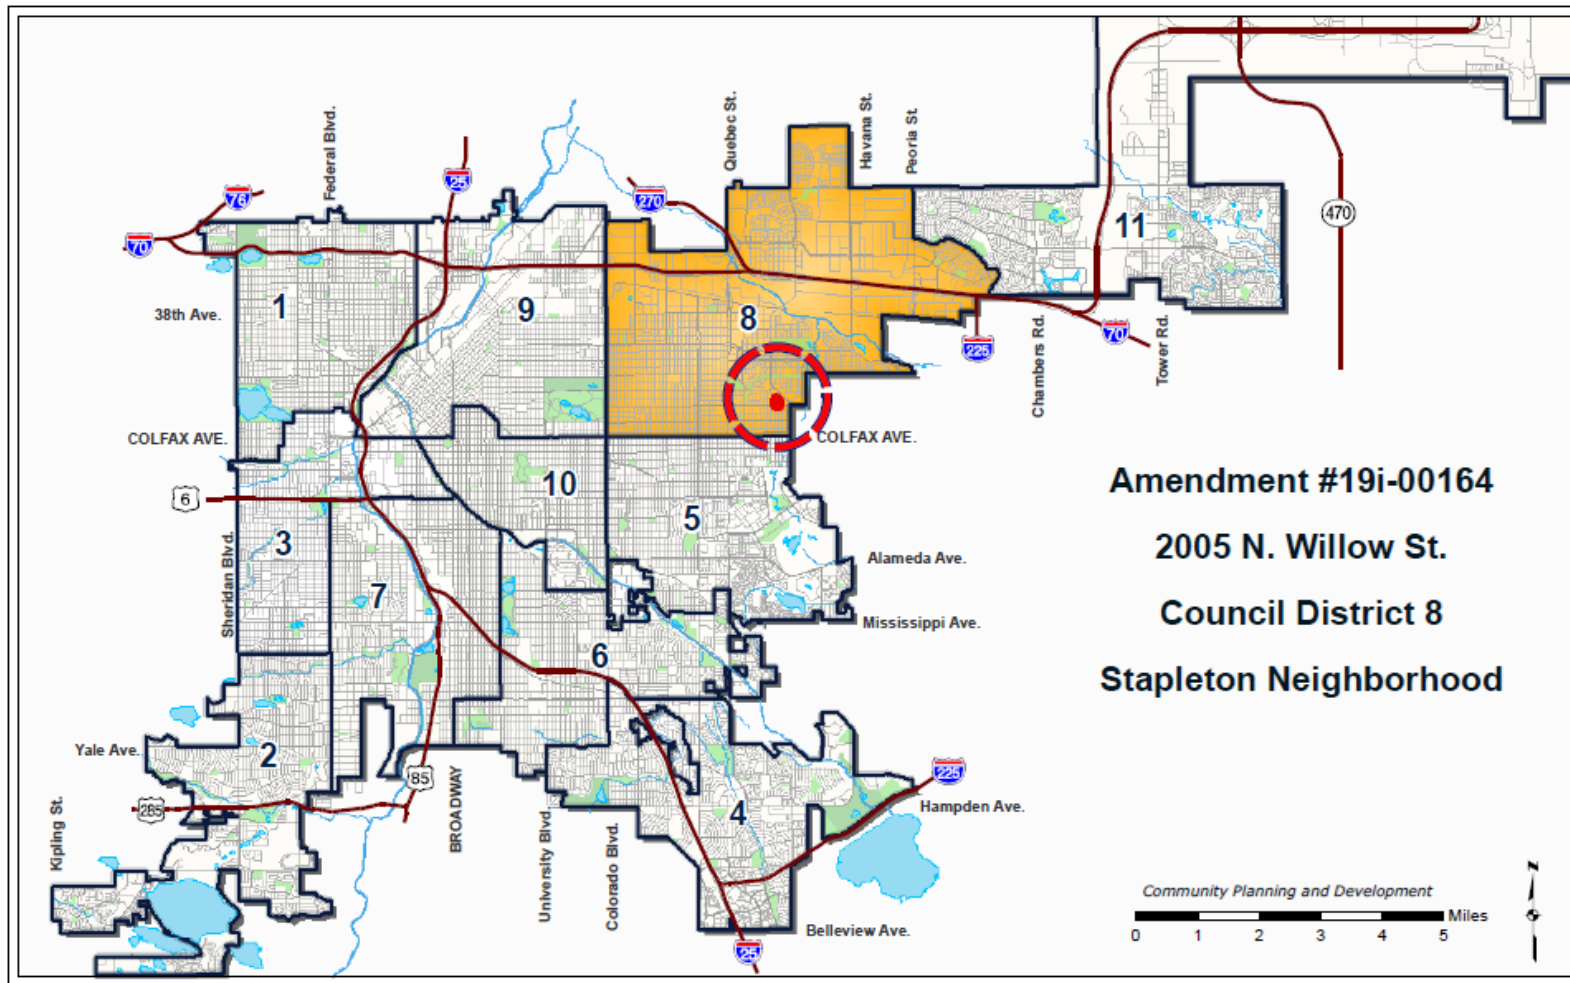 Federal Blvd.
Quebec St.
Havana St.
Peoria St
76
25
270
70
470
11
1
9
8
38th Ave.
225
70
Chambers Rd.
Tower Rd.
COLFAX AVE.
COLFAX AVE.
6
10
5
3
Sheridan Blvd.
Alameda Ave.
7
Mississippi Ave.
6
Amendment #19i-00164
2005 N. Willow St.
Council District 8
Stapleton Neighborhood
Yale Ave.
2
85
225
285
4
Hampden Ave.
Kipling St.
BROADWAY
University Blvd.
Colorado Blvd.
Belleview Ave.
25
Community Planning and Development
Miles
0 1 2 3 4 5
N